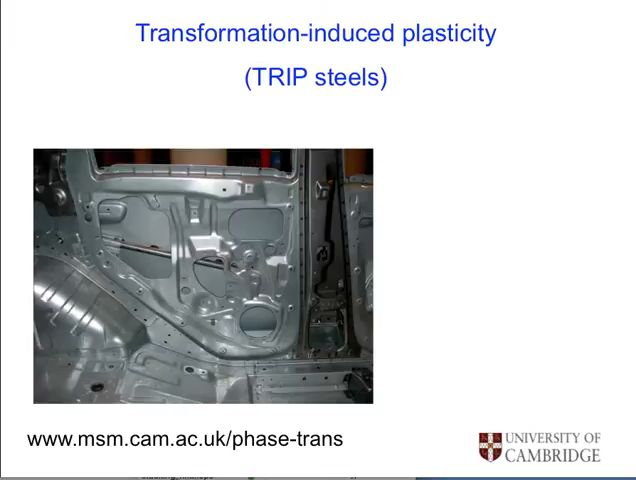 Transformation-induced plasticity
(TRIP steels)
www.msm.cam.ac.uk/phase-trans
UNIVERSITY OF
CAMBRIDGE